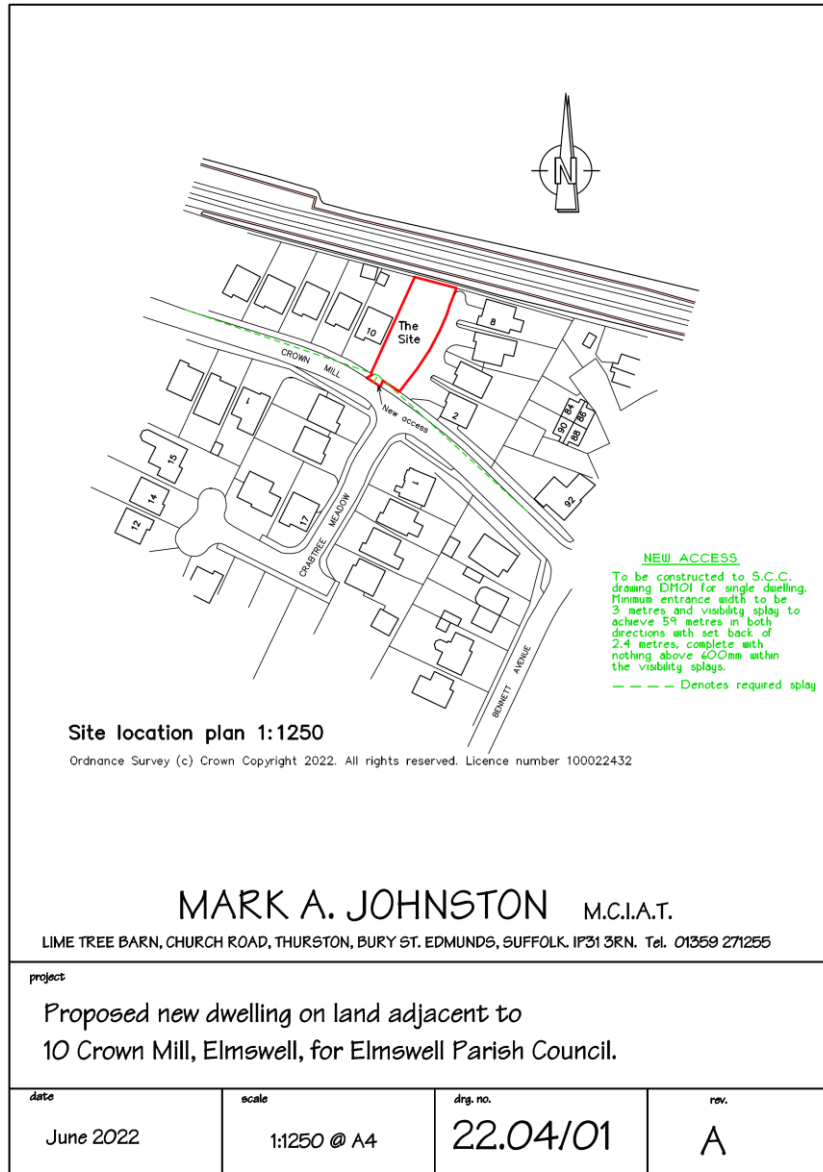 N
10
The
Site
8
CROWN MILL
New access
2
1
84
86
90
88
92
15
14
12
17
1
CRABTREE MEADOW
BENNETT AVENUE
NEW ACCESS
To be constructed to S.C.C.
drawing DM01 for single dwelling.
Minimum entrance width to be
3 metres and visibility splay to
achieve 59 metres in both
directions with set back of
2.4 metres, complete with
nothing above 600mm within
the visibility splays.
Denotes required splay
Site location plan 1:1250
Ordnance Survey (c) Crown Copyright 2022. All rights reserved. Licence number 100022432
MARK A. JOHNSTON M.C.I.A.T.
LIME TREE BARN, CHURCH ROAD, THURSTON, BURY ST. EDMUNDS, SUFFOLK. IP31 3RN. Tel. 01359 271255
project
Proposed new dwelling on land adjacent to
10 Crown Mill, Elmswell, for Elmswell Parish Council.
date
June 2022
scale
1:1250 @ A4
drg. no.
22.04/01
rev.
A